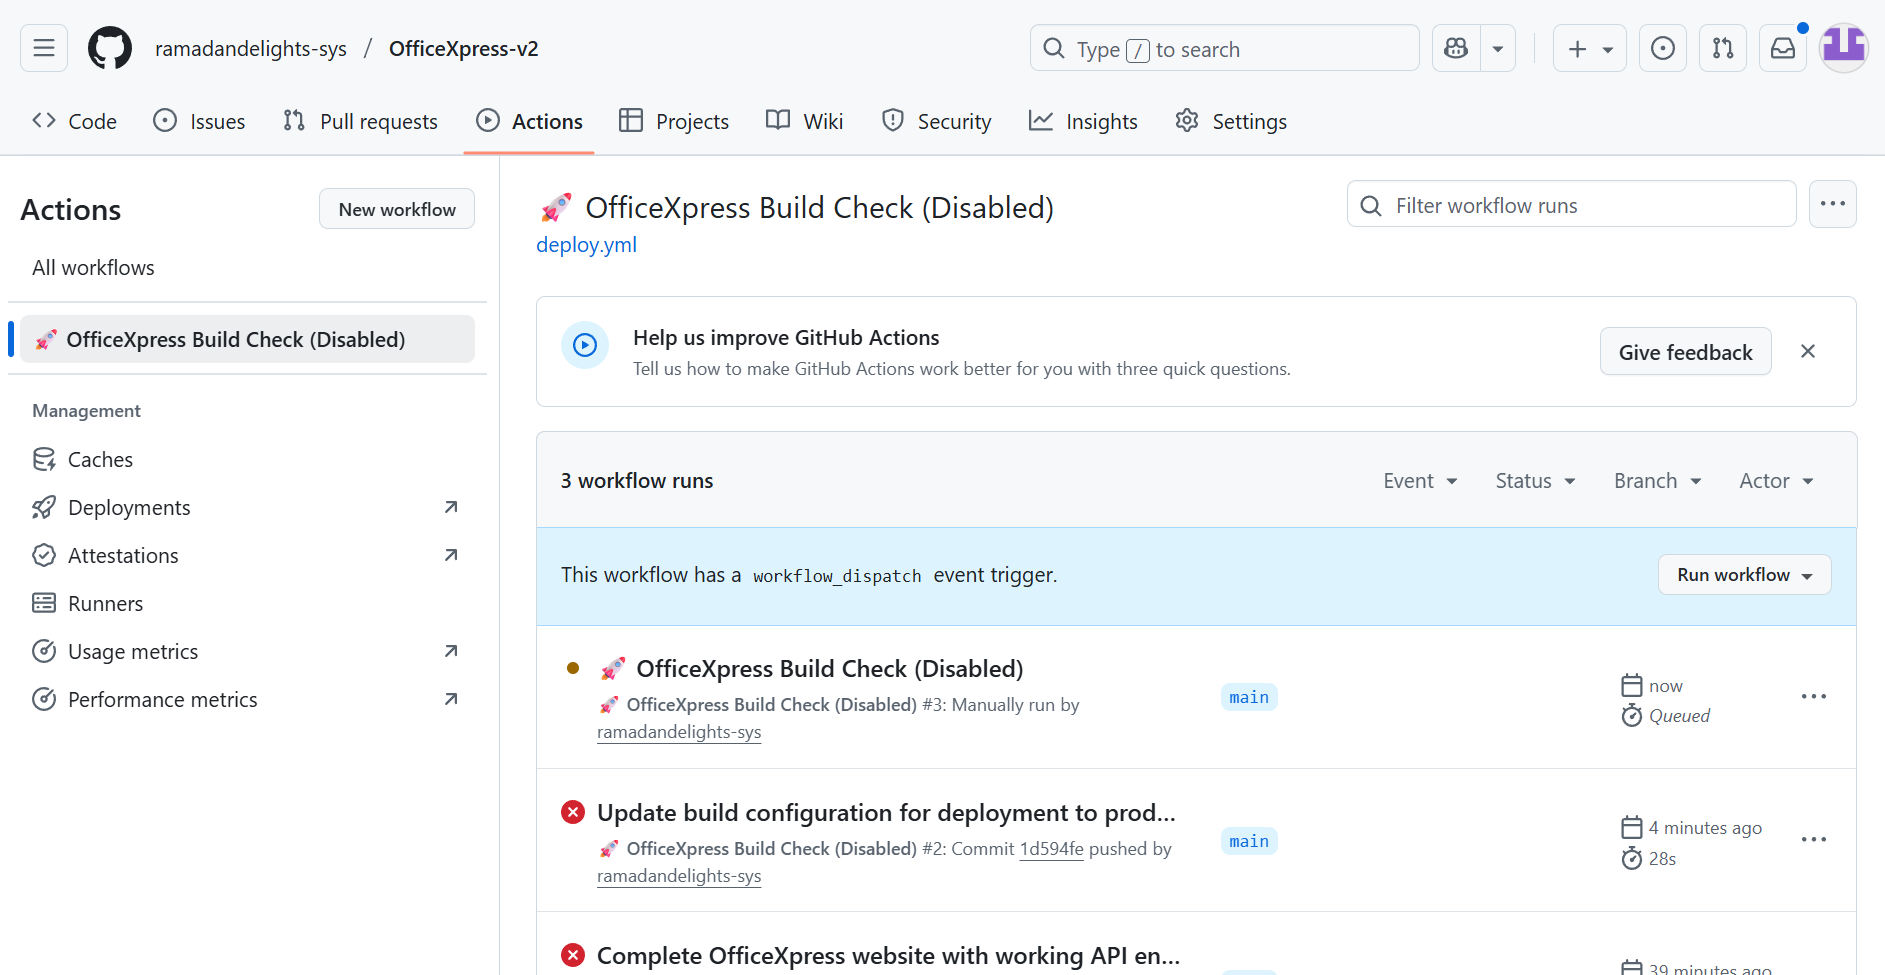 ramadandelights-sys / OfficeXpress-v2
Type / to search
Code
Issues
Pull requests
Actions
Projects
Wiki
Security
Insights
Settings
Actions
New workflow
All workflows
🚀 OfficeXpress Build Check (Disabled)
Management
Caches
Deployments
Attestations
Runners
Usage metrics
Performance metrics
🚀 OfficeXpress Build Check (Disabled)
deploy.yml
Filter workflow runs
Help us improve GitHub Actions
Tell us how to make GitHub Actions work better for you with three quick questions.
Give feedback
3 workflow runs
Event
Status
Branch
Actor
This workflow has a workflow_dispatch event trigger.
Run workflow
🚀 OfficeXpress Build Check (Disabled)
🚀 OfficeXpress Build Check (Disabled) #3: Manually run by
ramadandelights-sys
main
now
Queued
Update build configuration for deployment to prod...
🚀 OfficeXpress Build Check (Disabled) #2: Commit 1d594fe pushed by
ramadandelights-sys
main
4 minutes ago
28s
Complete OfficeXpress website with working API en...
39 minutes ago